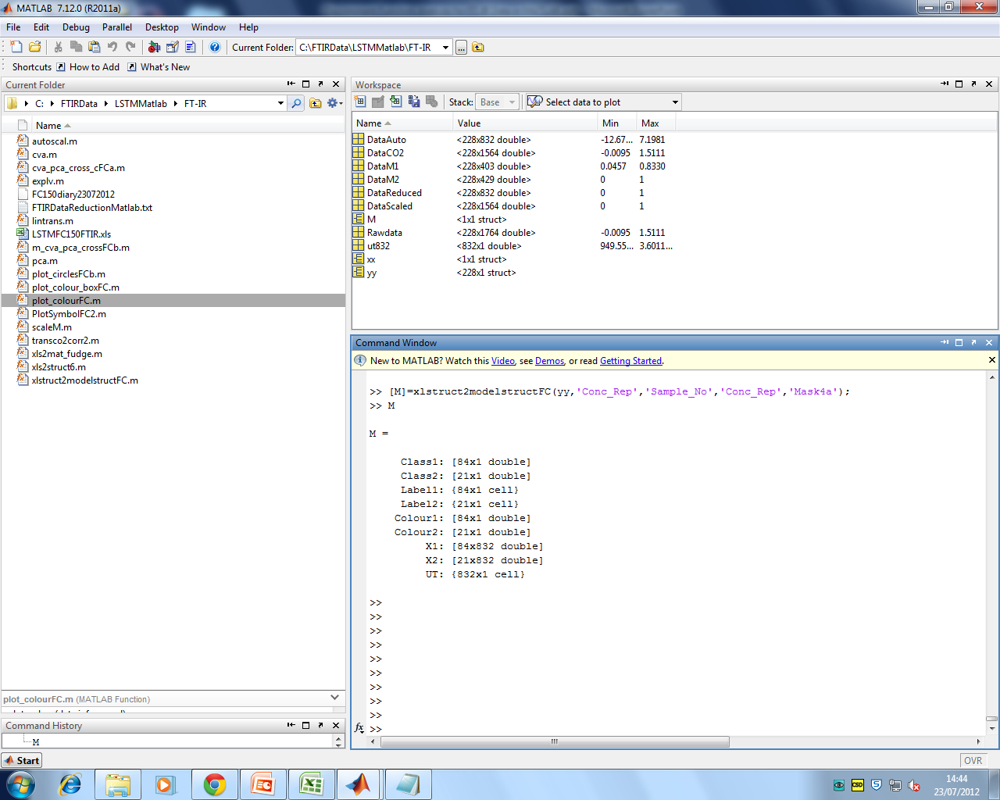 MATLAB 7.12.0 (R2011a)
File Edit Debug Parallel Desktop Window Help
Current Folder: C:\FTIRData\LSTMMatlab\FT-IR
Shortcuts How to Add What's New
Current Folder
C: FTIRData LSTMMatlab FT-IR
Name
autoscal.m
cva.m
cva_pca_cross_cFCa.m
explv.m
FC150diary23072012
FTIRDataReductionMatlab.txt
lintrans.m
LSTMFC150FTIR.xls
m_cva_pca_crossFCb.m
pca.m
plot_circlesFCb.m
plot_colour_boxFC.m
plot_colourFC.m
PlotSymbolFC2.m
scaleM.m
transco2corr2.m
xls2mat_fudge.m
xls2struct6.m
xlstruct2modelstructFC.m
plot_colourFC.m (MATLAB Function)
Command History
M
Start
Workspace
Stack: Base Select data to plot
Name Value Min Max
DataAuto <228x832 double> -12.67... 7.1981
DataCO2 <228x1564 double> -0.0095 1.5111
DataM1 <228x403 double> 0.0457 0.8330
DataM2 <228x429 double> 0 1
DataReduced <228x832 double> 0 1
DataScaled <228x1564 double> 0 1
M <1x1 struct>
Rawdata <228x1764 double> -0.0095 1.5111
ut832 <832x1 double> 949.55... 3.6011...
xx <1x1 struct>
yy <228x1 struct>
Command Window
New to MATLAB? Watch this Video, see Demos, or read Getting Started.
>> [M]=xlstruct2modelstructFC(yy,'Conc_Rep','Sample_No','Conc_Rep','Mask4a');
>> M
M =
Class1: [84x1 double]
Class2: [21x1 double]
Label1: {84x1 cell}
Label2: {21x1 cell}
Colour1: [84x1 double]
Colour2: [21x1 double]
X1: [84x832 double]
X2: [21x832 double]
UT: {832x1 cell}
>>
>>
>>
>>
>>
>>
>>
>>
>>
fx >>
OVR
CSD
14:44
23/07/2012